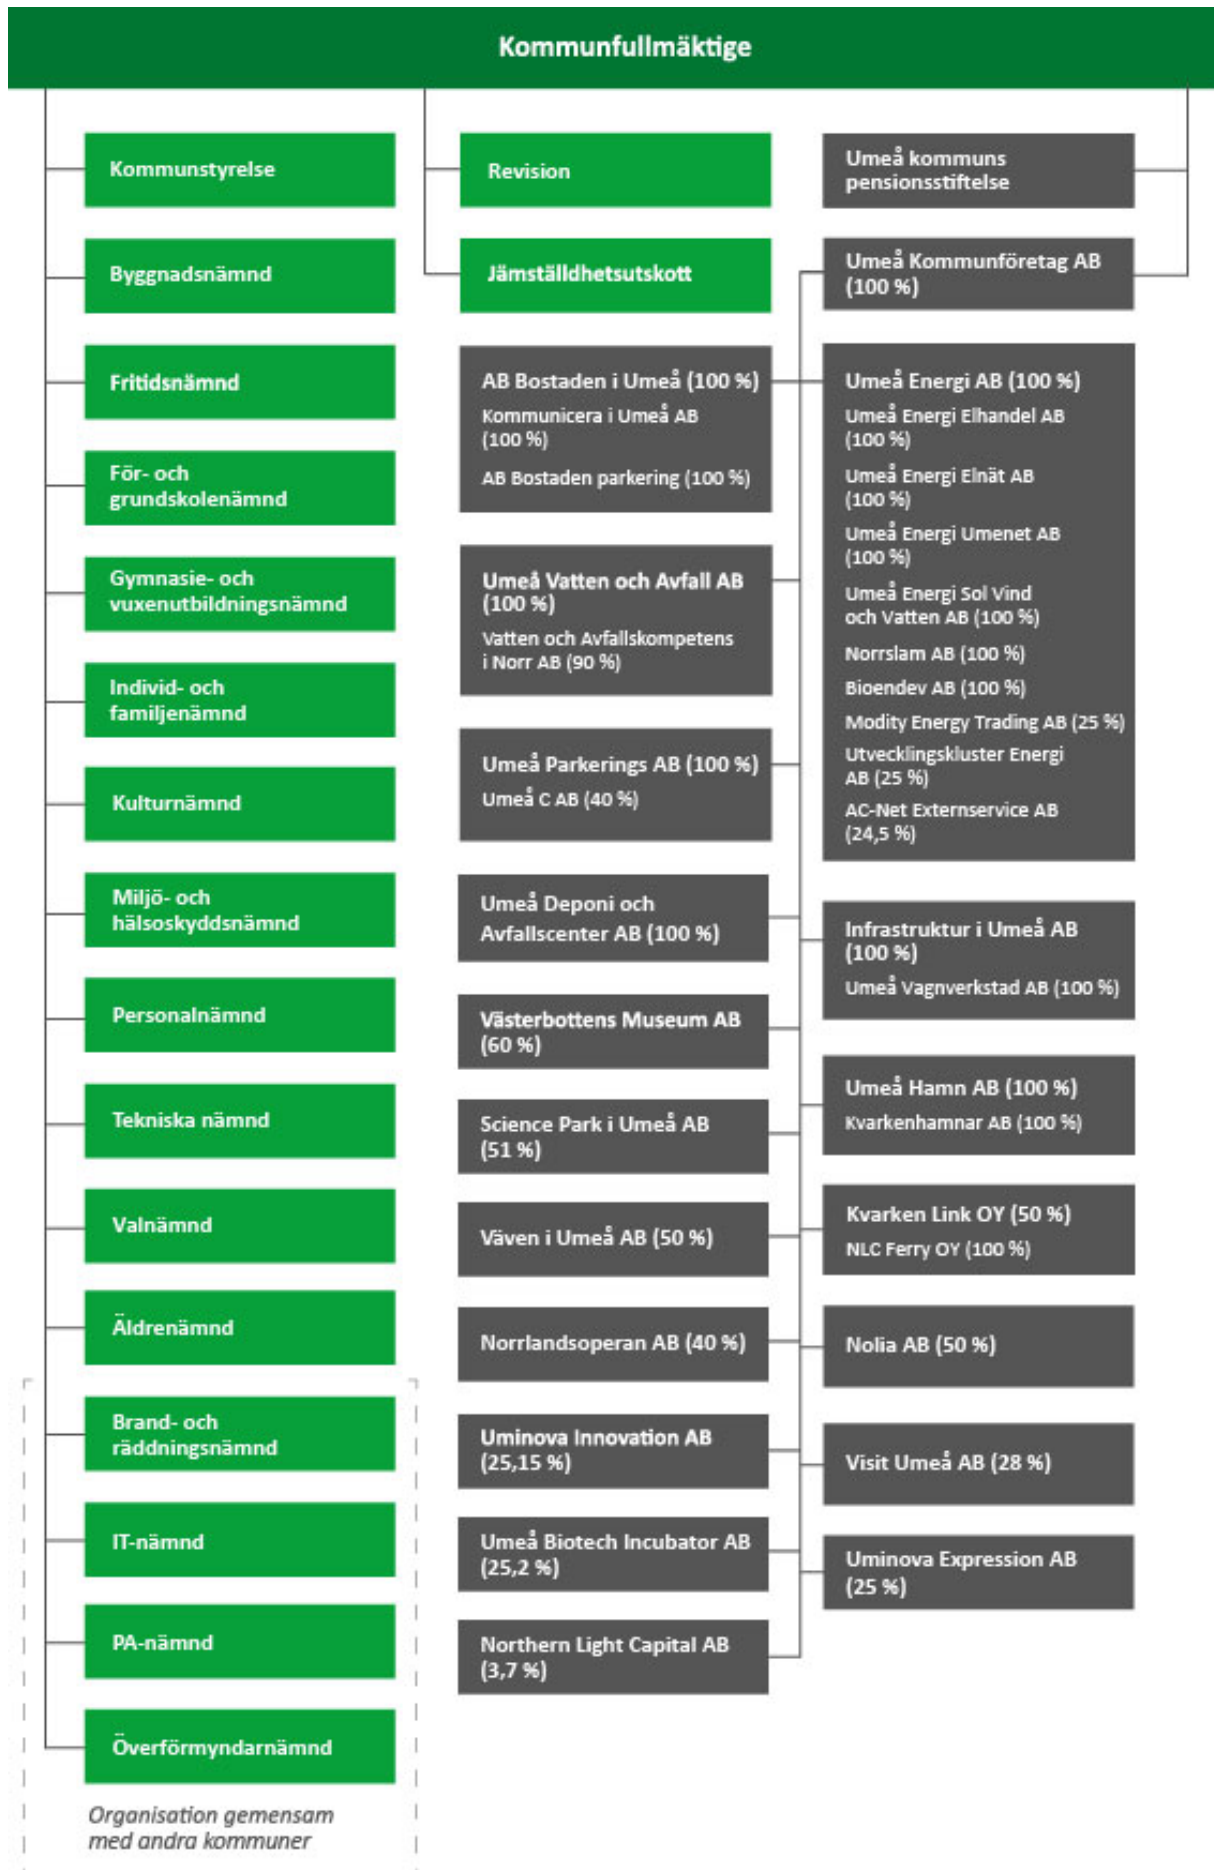 Kommunfullmäktige
Kommunstyrelse
Byggnadsnämnd
Fritidsnämnd
För- och
grundskolenämnd
Gymnasie- och
vuxenutbildningsnämnd
Individ- och
familjenämnd
Kulturnämnd
Miljö- och
hälsoskyddsnämnd
Personalnämnd
Tekniska nämnd
Valnämnd
Äldrenämnd
Brand- och
räddningsnämnd
IT-nämnd
PA-nämnd
Överförmyndarnämnd
Organisation gemensam
med andra kommuner
Revision
Jämställdhetsutskott
AB Bostaden i Umeå (100 %)
Kommunicera i Umeå AB
(100 %)
AB Bostaden parkering (100 %)
Umeå Vatten och Avfall AB
(100 %)
Vatten och Avfallskompetens
i Norr AB (90 %)
Umeå Parkerings AB (100 %)
Umeå C AB (40 %)
Umeå Deponi och
Avfallscenter AB (100 %)
Västerbottens Museum AB
(60 %)
Science Park i Umeå AB
(51 %)
Väven i Umeå AB (50 %)
Norrlandsoperan AB (40 %)
Uminova Innovation AB
(25,15 %)
Umeå Biotech Incubator AB
(25,2 %)
Northern Light Capital AB
(3,7 %)
Umeå kommuns
pensionsstiftelse
Umeå Kommunföretag AB
(100 %)
Umeå Energi AB (100 %)
Umeå Energi Elhandel AB
(100 %)
Umeå Energi Elnät AB
(100 %)
Umeå Energi Umenet AB
(100 %)
Umeå Energi Sol Vind
och Vatten AB (100 %)
Norrslam AB (100 %)
Bioendev AB (100 %)
Modity Energy Trading AB (25 %)
Utvecklingskluster Energi
AB (25 %)
AC-Net Externservice AB
(24,5 %)
Infrastruktur i Umeå AB
(100 %)
Umeå Vagnverkstad AB (100 %)
Umeå Hamn AB (100 %)
Kvarkenhamnar AB (100 %)
Kvarken Link OY (50 %)
NLC Ferry OY (100 %)
Nolia AB (50 %)
Visit Umeå AB (28 %)
Uminova Expression AB
(25 %)